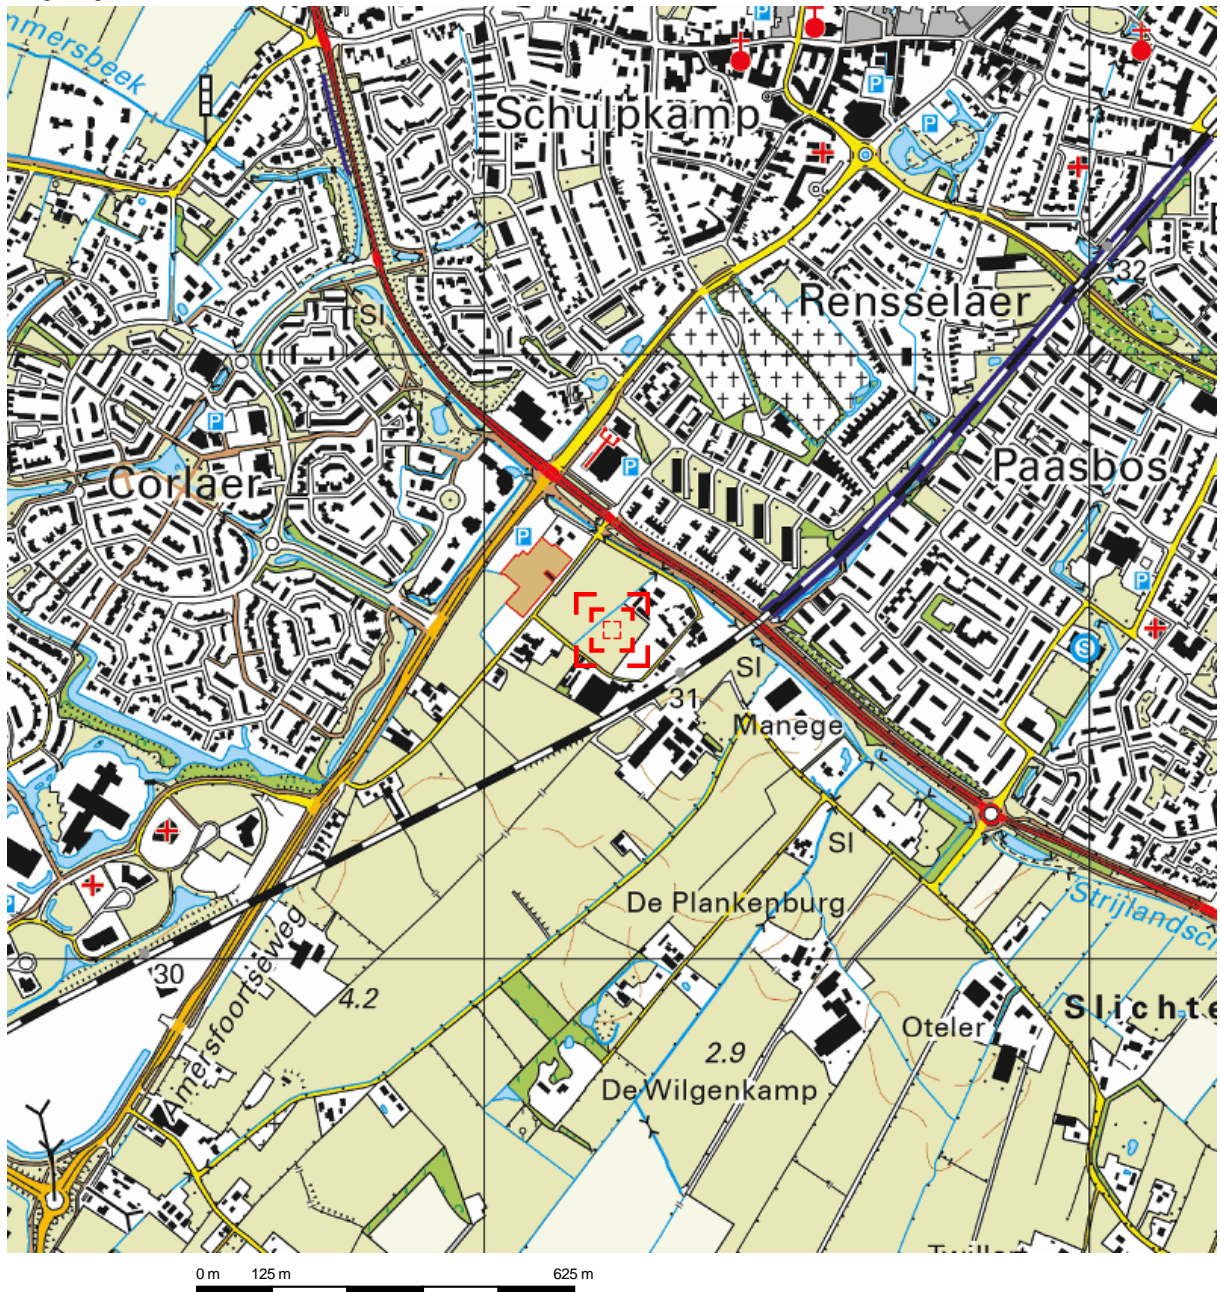 mmersbeek
P
Schulpkamp
P
P
32
Rensselaer
SI
P
Corlaer
P
Paasbos
P
P
S
SI
31
Manege
SI
De Plankenburg
P
Strijlandsch
30
Amersfoortseweg
4.2
Slichte
Oteler
2.9
De Wilgenkamp
0 m 125 m 625 m